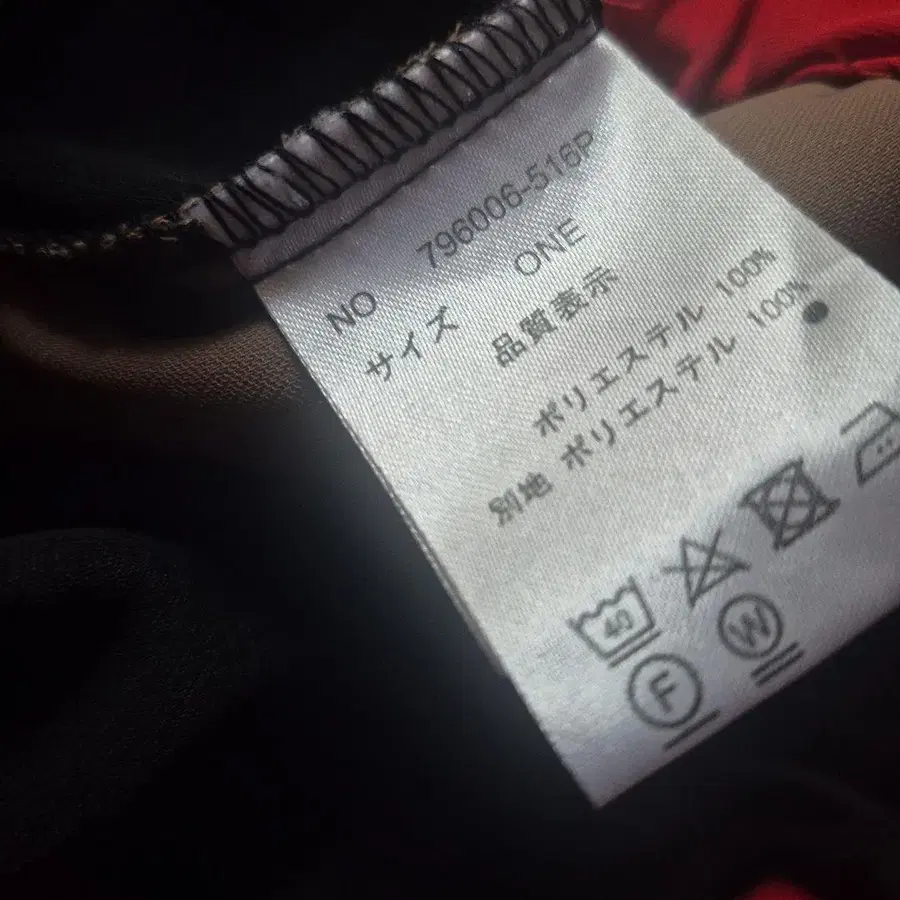 NO 796006-516P
サイズ ONE
品質表示
ポリエステル 100%
別地 ポリエステル 100%
40
F W